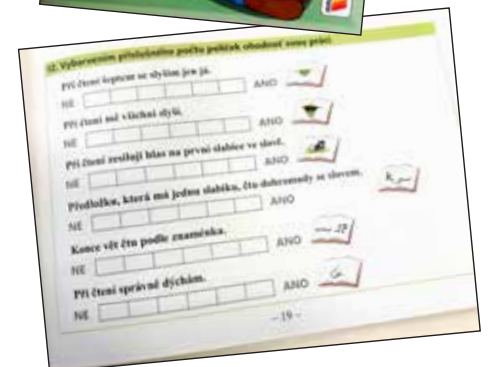 12. Vybarvením příslušného počtu políček ohodnoť svou práci.
Při čtení šeptem se slyším jen já.
NE ANO
Při čtení mě všichni slyší.
NE ANO
Při čtení zesiluji hlas na první slabice ve slově.
NE ANO
Předložku, která má jednu slabiku, čtu dohromady se slovem.
NE ANO
Konce vět čtu podle znaménka.
NE ANO
Při čtení správně dýchám.
NE ANO
– 19 –